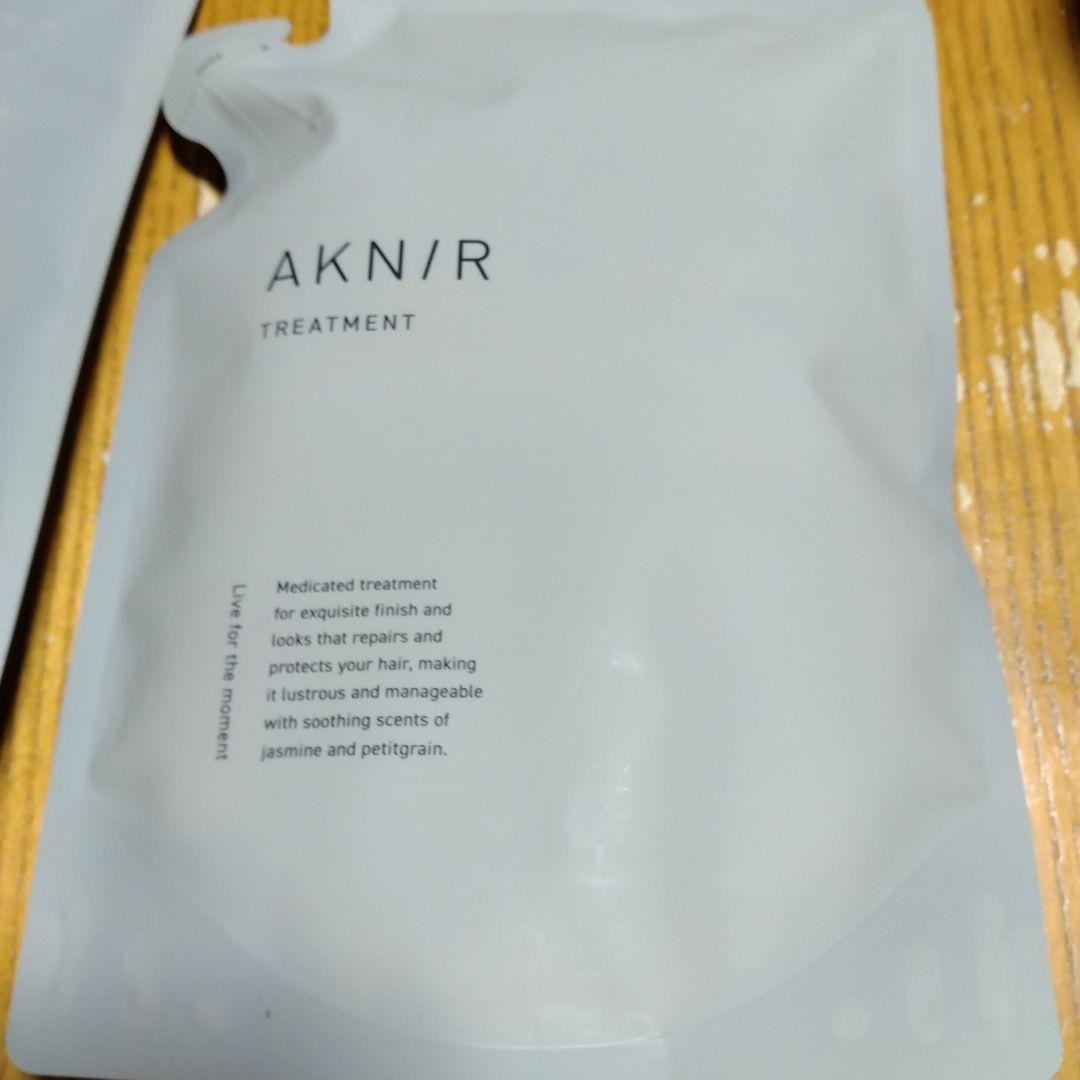 AKN/R
TREATMENT
Live for the moment
Medicated treatment
for exquisite finish and
looks that repairs and
protects your hair, making
it lustrous and manageable
with soothing scents of
jasmine and petitgrain.